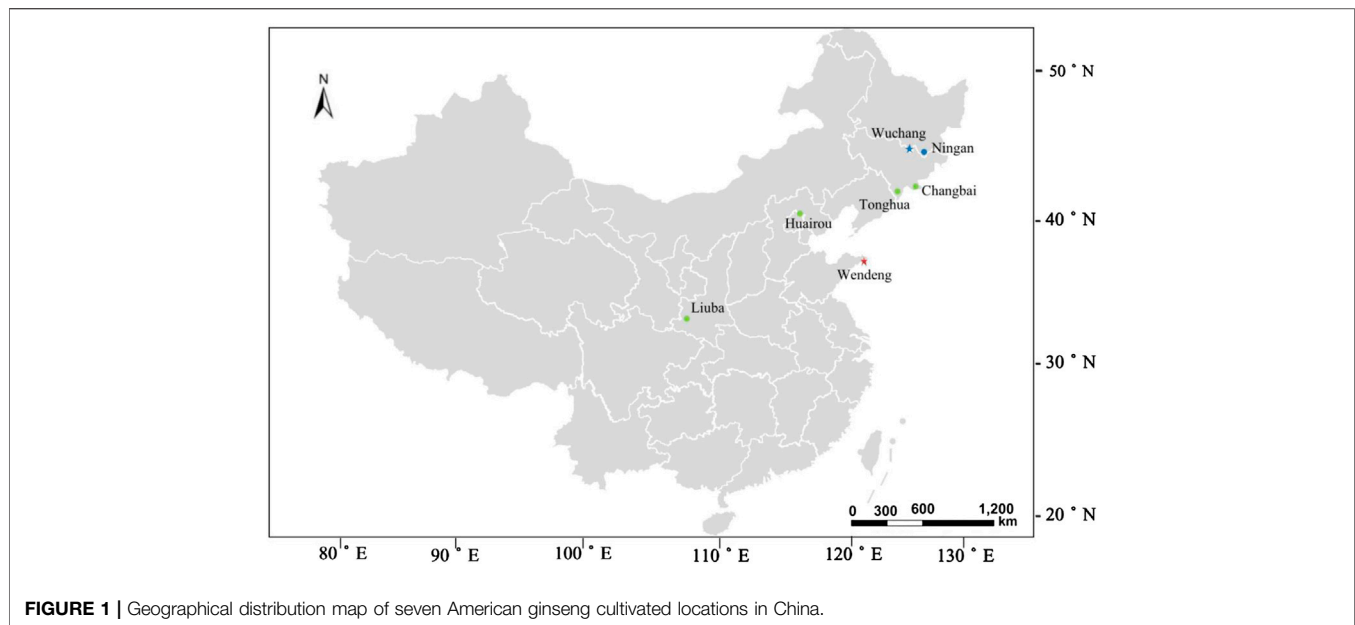 N
50 ° N
Wuchang
Ningan
Changbai
Tonghua
40 ° N
Huairou
Wendeng
Liuba
30 ° N
0 300 600 1,200
km
20 ° N
80 ° E 90 ° E 100 ° E 110 ° E 120 ° E 130 ° E
FIGURE 1 | Geographical distribution map of seven American ginseng cultivated locations in China.